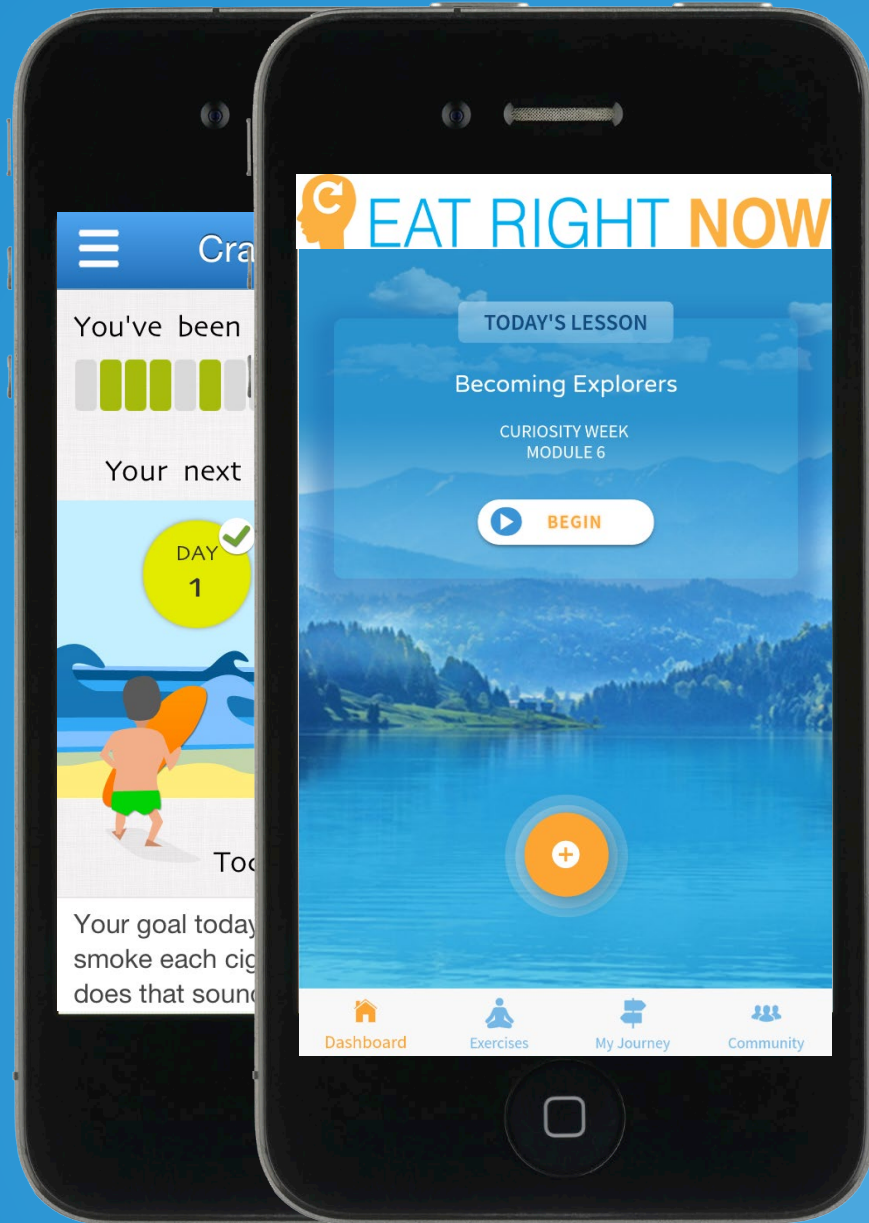 Cra
You've been
Your next
DAY
1
Too
Your goal today
smoke each cig
does that soun
EAT RIGHT NOW
TODAY'S LESSON
Becoming Explorers
CURIOSITY WEEK
MODULE 6
BEGIN
Dashboard
Exercises
My Journey
Community